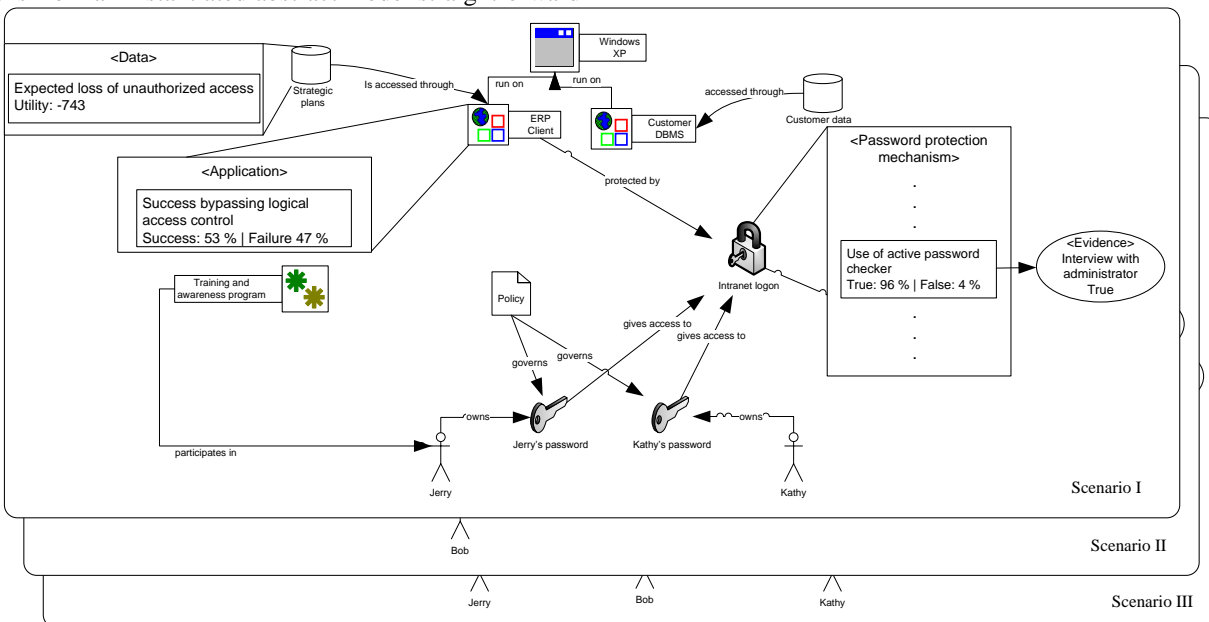 <Data>
Expected loss of unauthorized access
Utility: -743
Strategic
plans
Is accessed through
Windows
XP
run on
run on
ERP
Client
Customer
DBMS
accessed through
Customer data
<Application>
Success bypassing logical
access control
Success: 53 % | Failure 47 %
protected by
<Password protection
mechanism>
.
.
.
Use of active password
checker
True: 96 % | False: 4 %
.
.
.
<Evidence>
Interview with
administrator
True
Intranet logon
Training and
awareness program
Policy
gives access to
gives access to
governs
governs
owns
Jerry's password
Kathy's password
owns
participates in
Jerry
Kathy
Scenario I
Bob
Scenario II
Jerry
Bob
Kathy
Scenario III